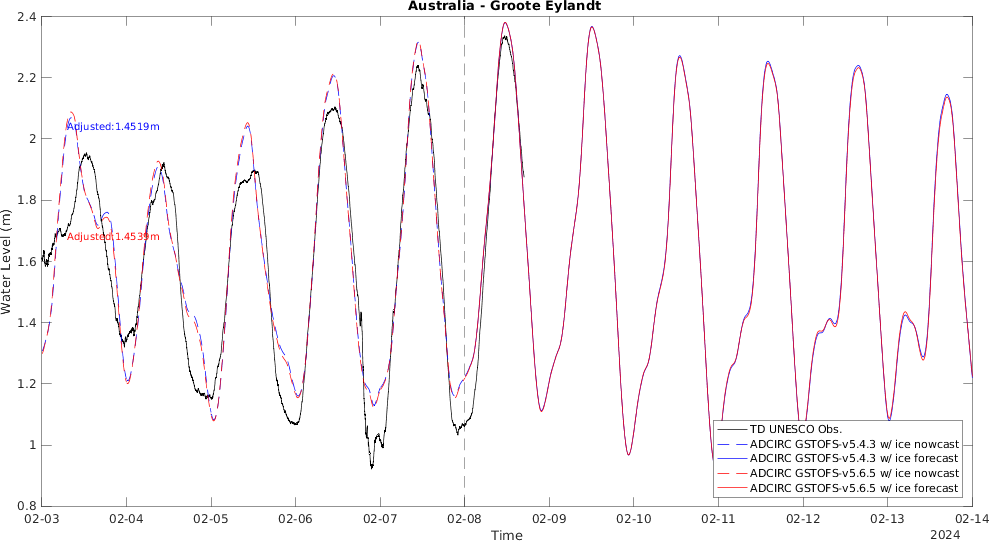 Australia - Groote Eylandt
2.4
2.2
2
1.8
1.6
1.4
1.2
1
0.8
Water Level (m)
Adjusted:1.4519m
Adjusted:1.4539m
TD UNESCO Obs.
ADCIRC GSTOFS-v5.4.3 w/ ice nowcast
ADCIRC GSTOFS-v5.4.3 w/ ice forecast
ADCIRC GSTOFS-v5.6.5 w/ ice nowcast
ADCIRC GSTOFS-v5.6.5 w/ ice forecast
02-03 02-04 02-05 02-06 02-07 02-08 02-09 02-10 02-11 02-12 02-13 02-14
Time
2024